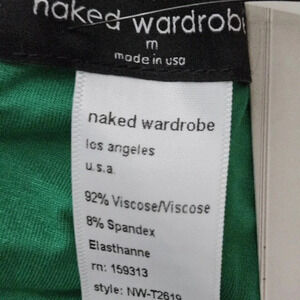 naked wardrobe
m
made in usa
naked wardrobe
los angeles
u.s.a.
92% Viscose/Viscose
8% Spandex
Elasthanne
rn: 159313
style: NW-T2619